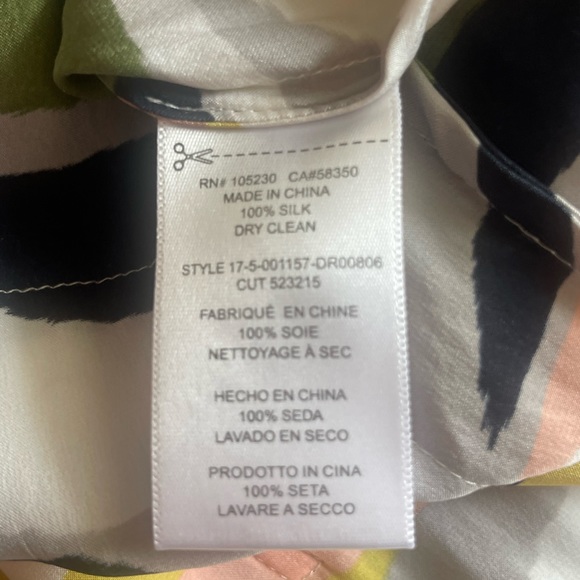 RN# 105230 CA#58350
MADE IN CHINA
100% SILK
DRY CLEAN
STYLE 17-5-001157-DR00806
CUT 523215
FABRIQUÉ EN CHINE
100% SOIE
NETTOYAGE À SEC
HECHO EN CHINA
100% SEDA
LAVADO EN SECO
PRODOTTO IN CINA
100% SETA
LAVARE A SECCO